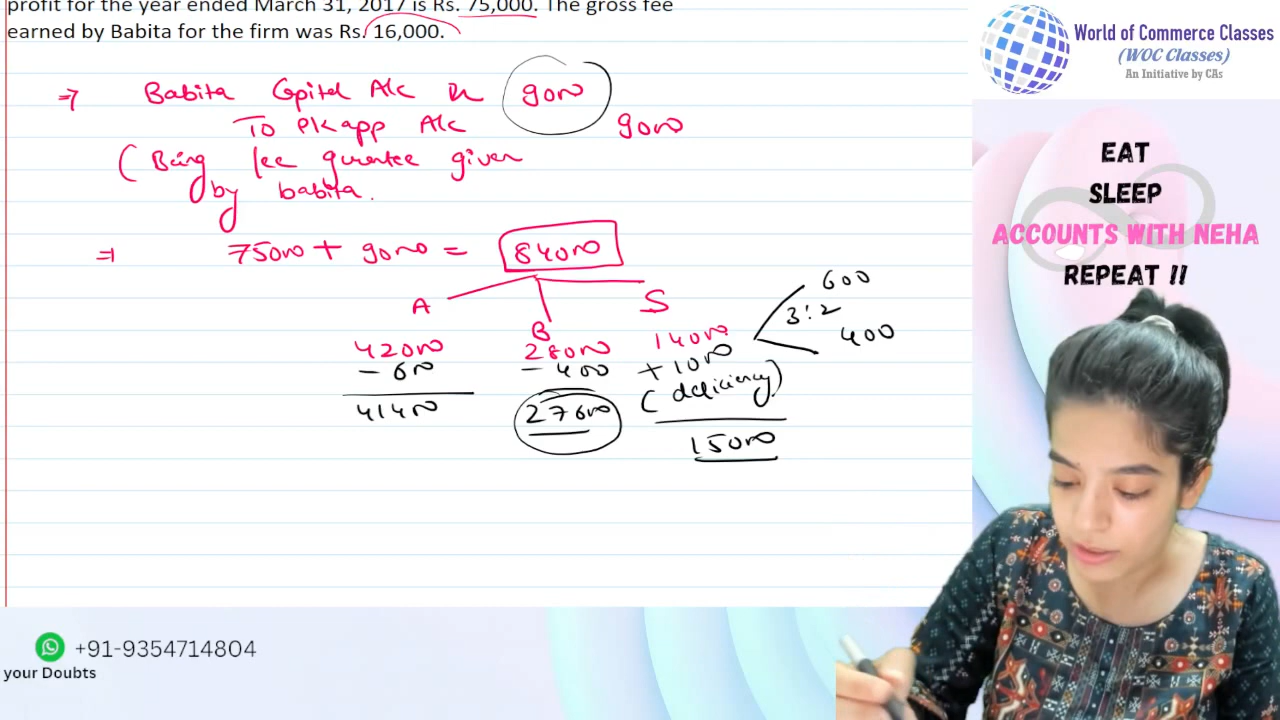 profit for the year ended March 31, 2017 is Rs. 75,000. The gross fee
earned by Babita for the firm was Rs. 16,000.
World of Commerce Classes
(WOC Classes)
An Initiative by CAs
⇒ Babita Cpital A/c Dr 9000
To P/L app A/c 9000
(Being fee gurantee given
by babita.
⇒ 75000 + 9000 = 84000
A B S
42000 28000 14000
- 600 - 400 + 1000
(deficiency)
41400 27600 15000
3:2
600
400
EAT
SLEEP
ACCOUNTS WITH NEHA
REPEAT !!
+91-9354714804
your Doubts